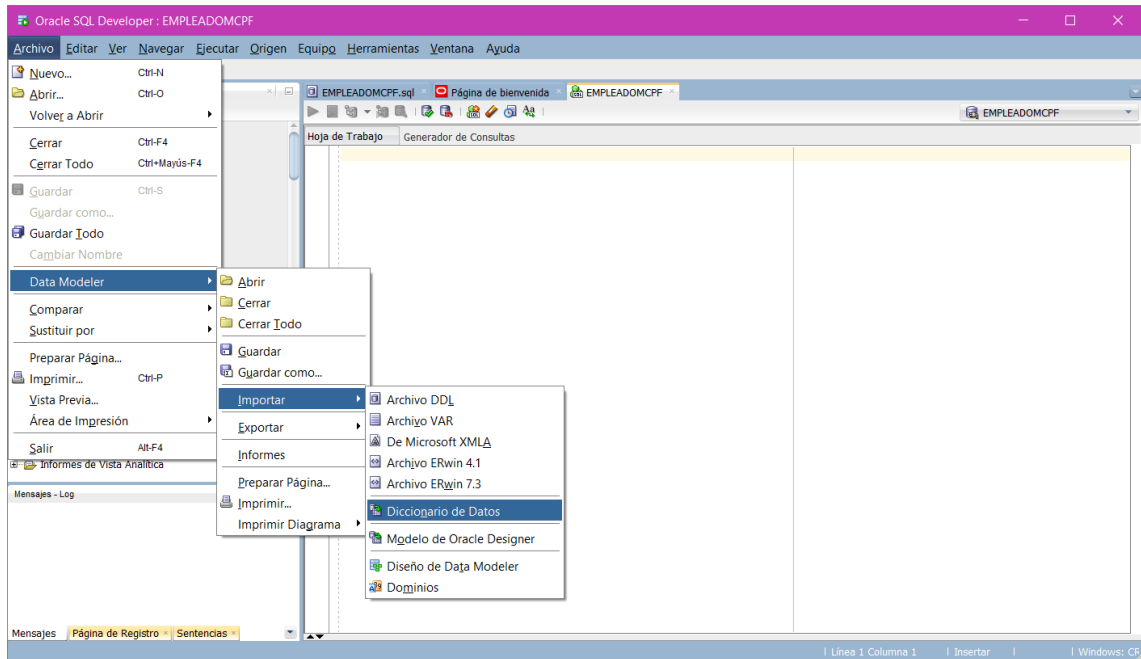 Oracle SQL Developer : EMPLEADOMCPF
Archivo Editar Ver Navegar Ejecutar Origen Equipo Herramientas Ventana Ayuda
Nuevo... Ctrl-N
Abrir... Ctrl-O
Volver a Abrir
Cerrar Ctrl-F4
Cerrar Todo Ctrl+Mayús-F4
Guardar Ctrl-S
Guardar como...
Guardar Todo
Cambiar Nombre
Data Modeler
Comparar
Sustituir por
Preparar Página...
Imprimir... Ctrl-P
Vista Previa...
Área de Impresión
Salir Alt-F4
Abrir
Cerrar
Cerrar Todo
Guardar
Guardar como...
Importar
Exportar
Informes
Preparar Página...
Imprimir...
Imprimir Diagrama
Archivo DDL
Archivo VAR
De Microsoft XMLA
Archivo ERwin 4.1
Archivo ERwin 7.3
Diccionario de Datos
Modelo de Oracle Designer
Diseño de Data Modeler
Dominios
EMPLEADOMCPF.sql Página de bienvenida EMPLEADOMCPF
EMPLEADOMCPF
Hoja de Trabajo Generador de Consultas
Informes de Vista Analítica
Mensajes - Log
Mensajes Página de Registro Sentencias
Línea 1 Columna 1 Insertar Windows: CR